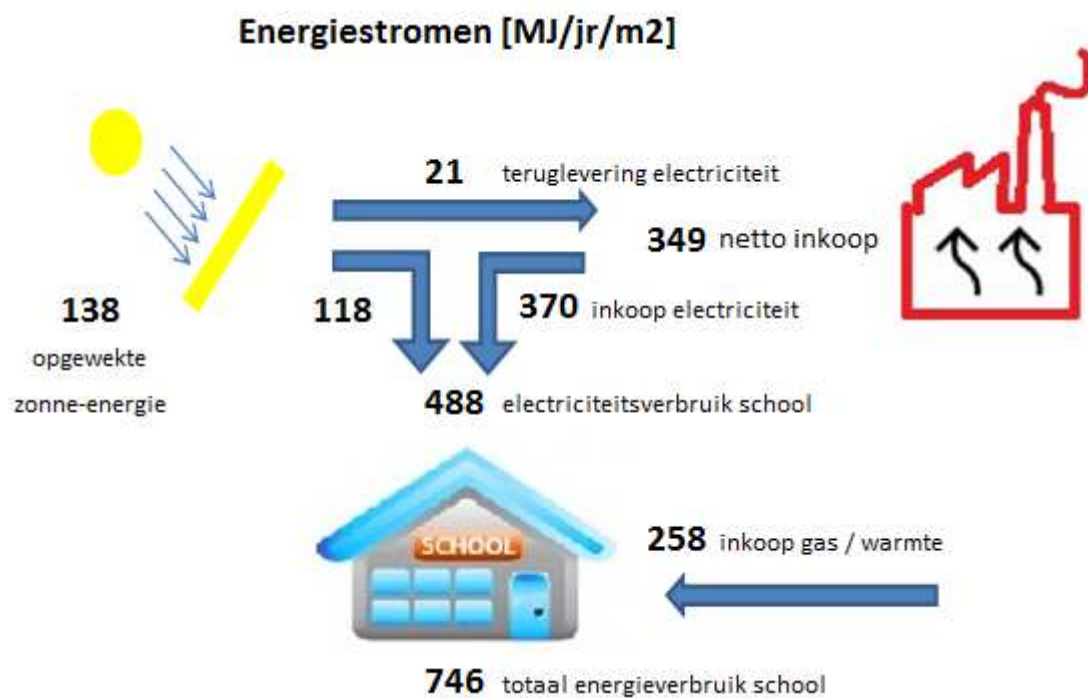 Energiestromen [MJ/jr/m2]
21 teruglevering electriciteit
349 netto inkoop
138
118
370 inkoop electriciteit
opgewekte
zonne-energie
488 electriciteitsverbruik school
SCHOOL
258 inkoop gas / warmte
746 totaal energieverbruik school